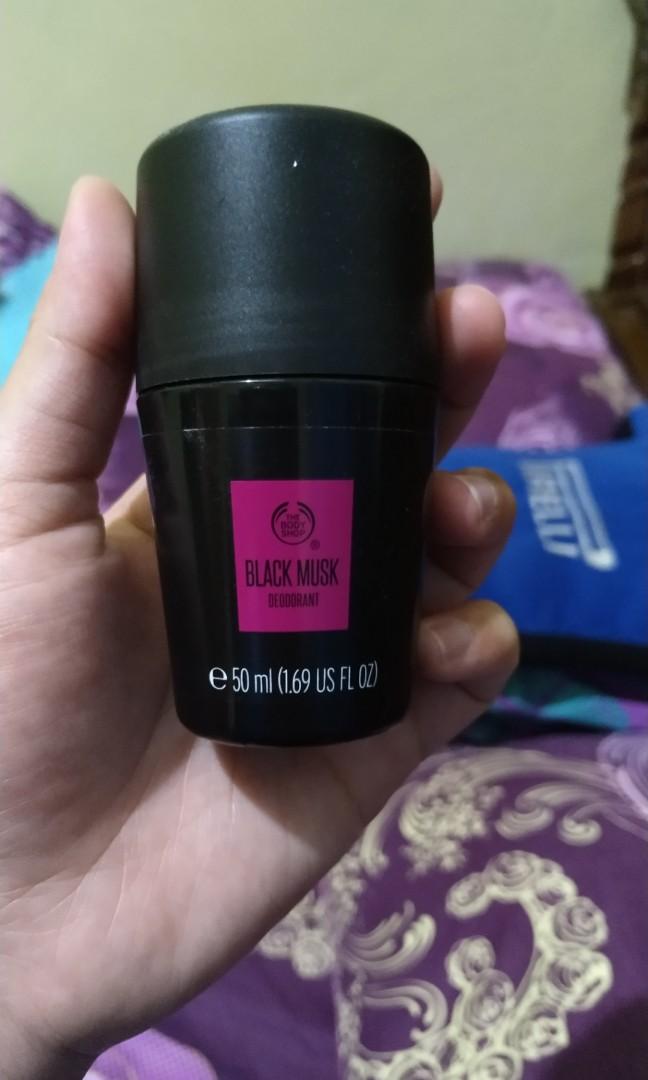 THE
BODY
SHOP
®
BLACK MUSK
DEODORANT
℮ 50 ml (1.69 US FL OZ)